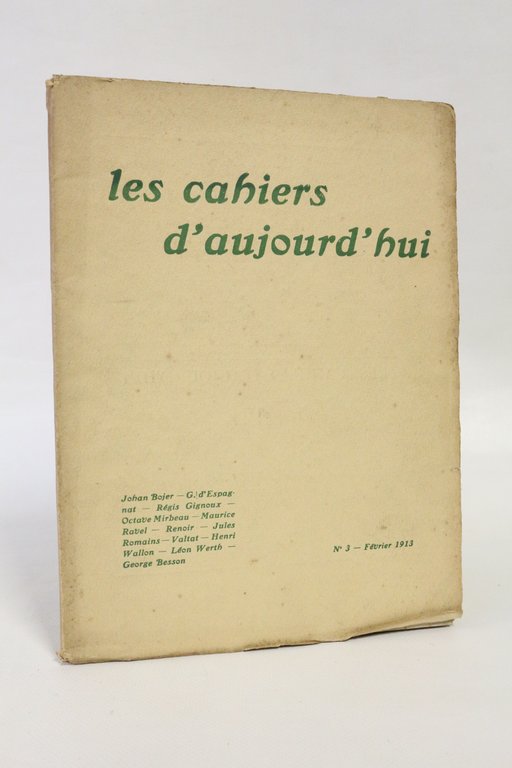 les cahiers
d'aujourd'hui
Johan Bojer — G. d'Espag-
nat — Régis Gignoux —
Octave Mirbeau — Maurice
Ravel — Renoir — Jules
Romains — Valtat — Henri
Wallon — Léon Werth —
George Besson
N° 3 — Février 1913